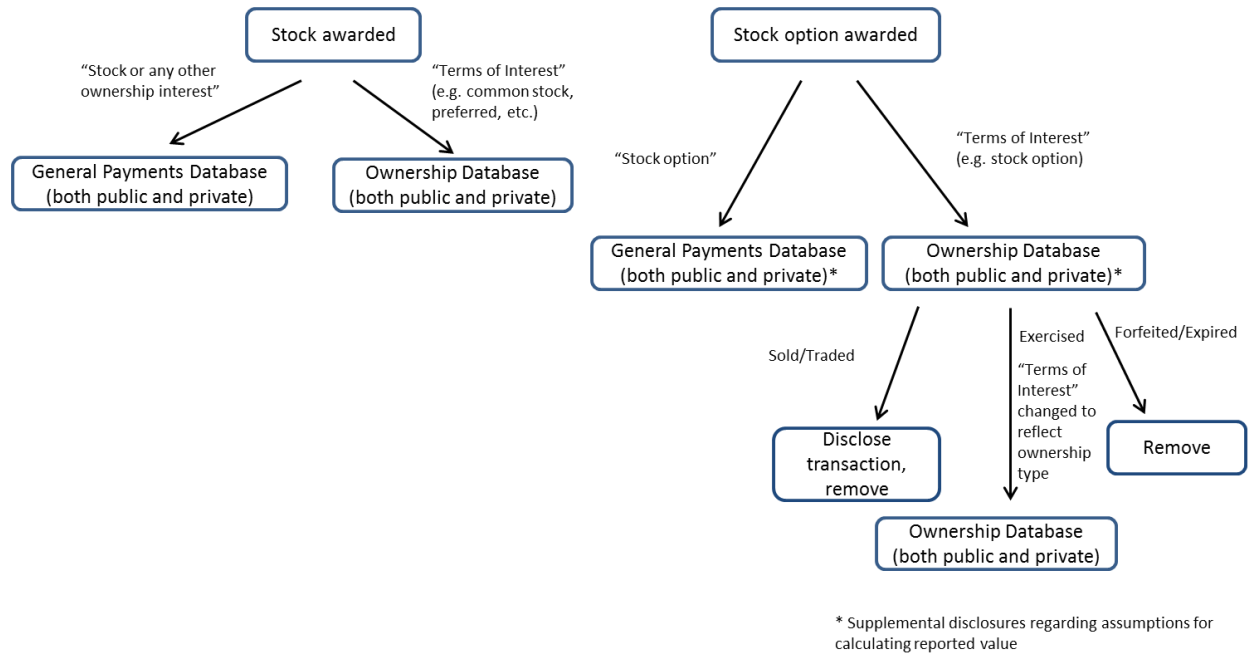 Stock awarded
“Stock or any other
ownership interest”
“Terms of Interest”
(e.g. common stock,
preferred, etc.)
General Payments Database
(both public and private)
Ownership Database
(both public and private)
Stock option awarded
“Stock option”
“Terms of Interest”
(e.g. stock option)
General Payments Database
(both public and private)*
Ownership Database
(both public and private)*
Sold/Traded
Exercised
“Terms of
Interest”
changed to
reflect
ownership
type
Forfeited/Expired
Disclose
transaction,
remove
Remove
Ownership Database
(both public and private)
* Supplemental disclosures regarding assumptions for
calculating reported value